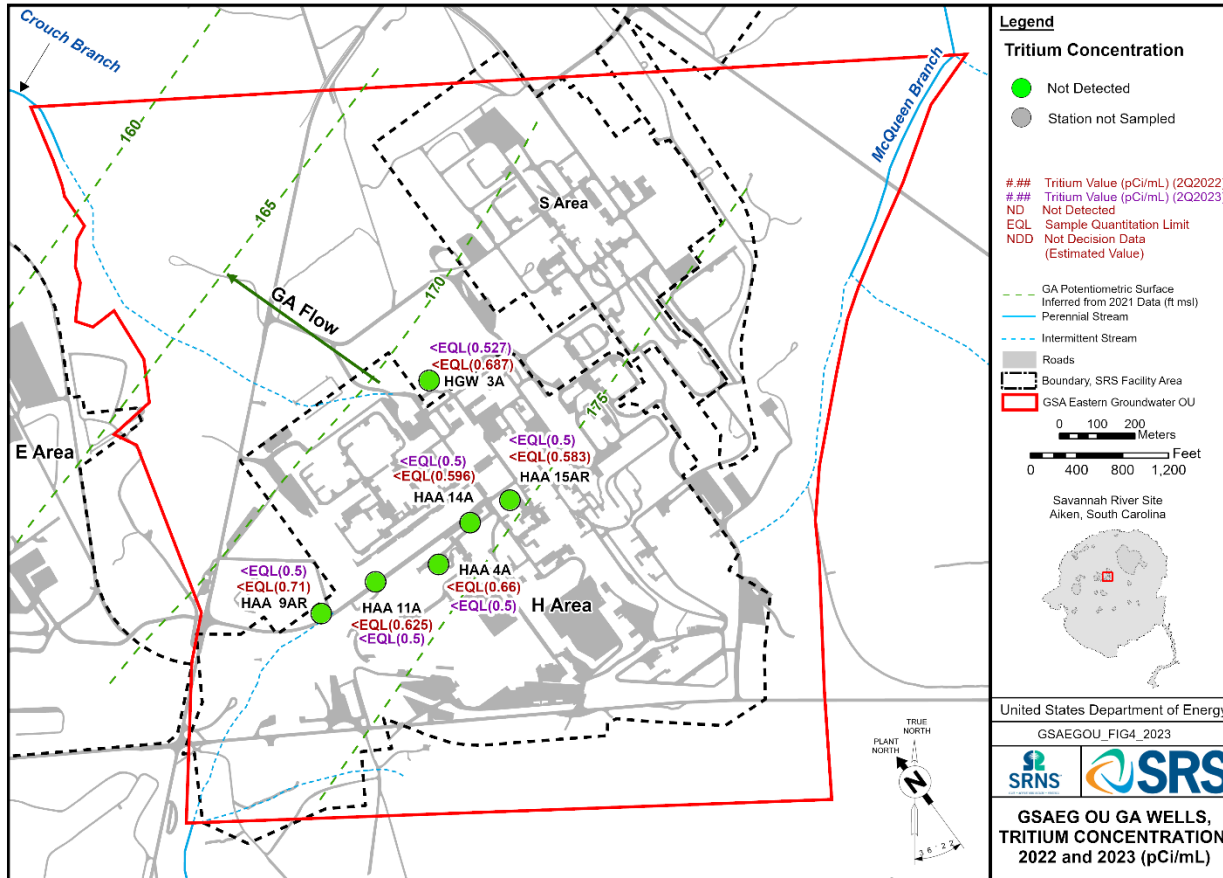 Crouch Branch
160
165
170
175
GA Flow
McQueen Branch
S Area
E Area
H Area
<EQL(0.527)
<EQL(0.687)
HGW 3A
<EQL(0.5)
<EQL(0.583)
HAA 15AR
<EQL(0.5)
<EQL(0.596)
HAA 14A
HAA 4A
<EQL(0.66)
<EQL(0.5)
<EQL(0.5)
<EQL(0.71)
HAA 9AR
HAA 11A
<EQL(0.625)
<EQL(0.5)
TRUE
NORTH
PLANT
NORTH
N
36°22'
Legend
Tritium Concentration
Not Detected
Station not Sampled
#.## Tritium Value (pCi/mL) (2Q2022)
#.## Tritium Value (pCi/mL) (2Q2023)
ND Not Detected
EQL Sample Quantitation Limit
NDD Not Decision Data
(Estimated Value)
GA Potentiometric Surface
Inferred from 2021 Data (ft msl)
Perennial Stream
Intermittent Stream
Roads
Boundary, SRS Facility Area
GSA Eastern Groundwater OU
0 100 200
Meters
Feet
0 400 800 1,200
Savannah River Site
Aiken, South Carolina
United States Department of Energy
GSAEGOU_FIG4_2023
SRNS
SRS
GSAEG OU GA WELLS,
TRITIUM CONCENTRATION
2022 and 2023 (pCi/mL)